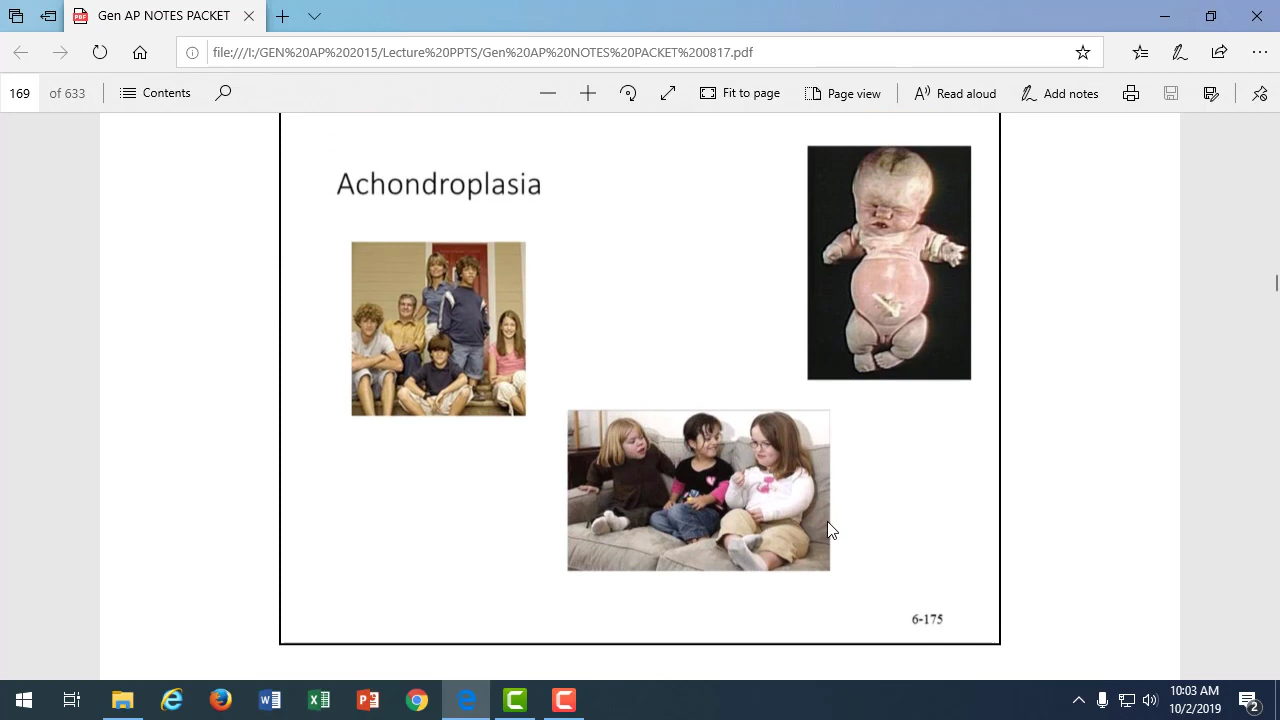 Gen AP NOTES PACKET
file:///I:/GEN%20AP%202015/Lecture%20PPTS/Gen%20AP%20NOTES%20PACKET%200817.pdf
169 of 633 Contents Fit to page Page view Read aloud Add notes
Achondroplasia
6-175
10:03 AM
10/2/2019
2